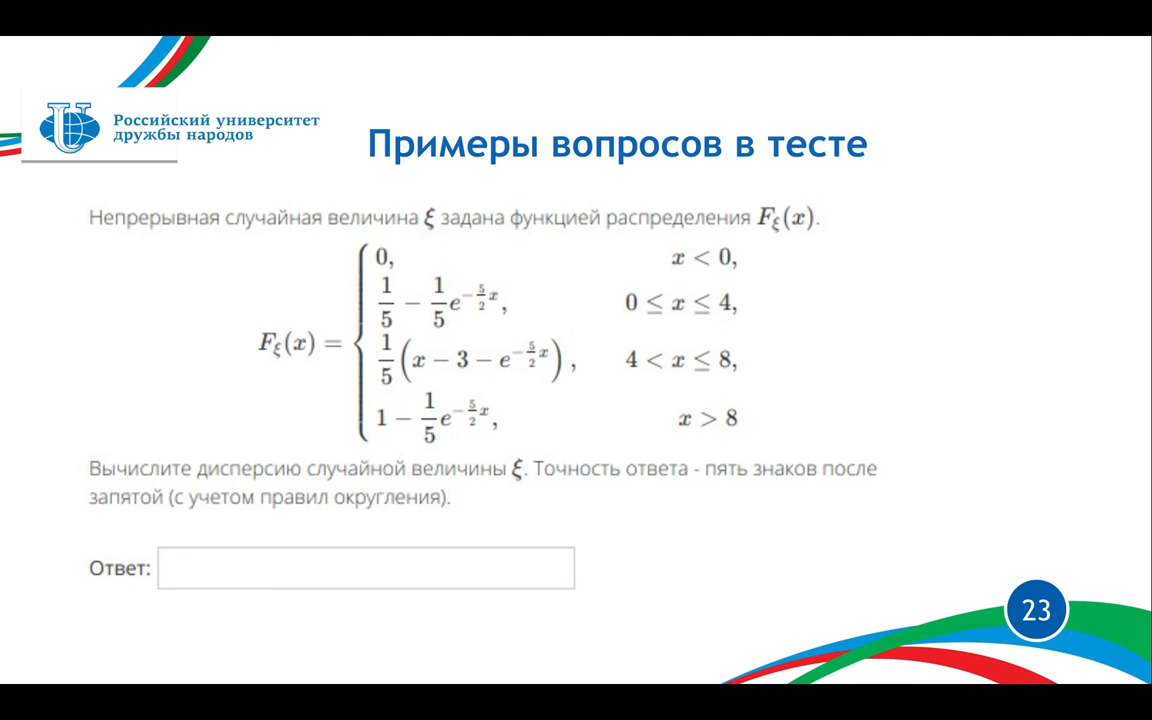 Российский университет
дружбы народов
Примеры вопросов в тесте
Непрерывная случайная величина ξ задана функцией распределения F_ξ(x).
0, x < 0,
1/5 − 1/5 e^{−5/2 x}, 0 ≤ x ≤ 4,
F_ξ(x) = {
1/5 (x − 3 − e^{−5/2 x}), 4 < x ≤ 8,
1 − 1/5 e^{−5/2 x}, x > 8
Вычислите дисперсию случайной величины ξ. Точность ответа - пять знаков после
запятой (с учетом правил округления).
Ответ:
23